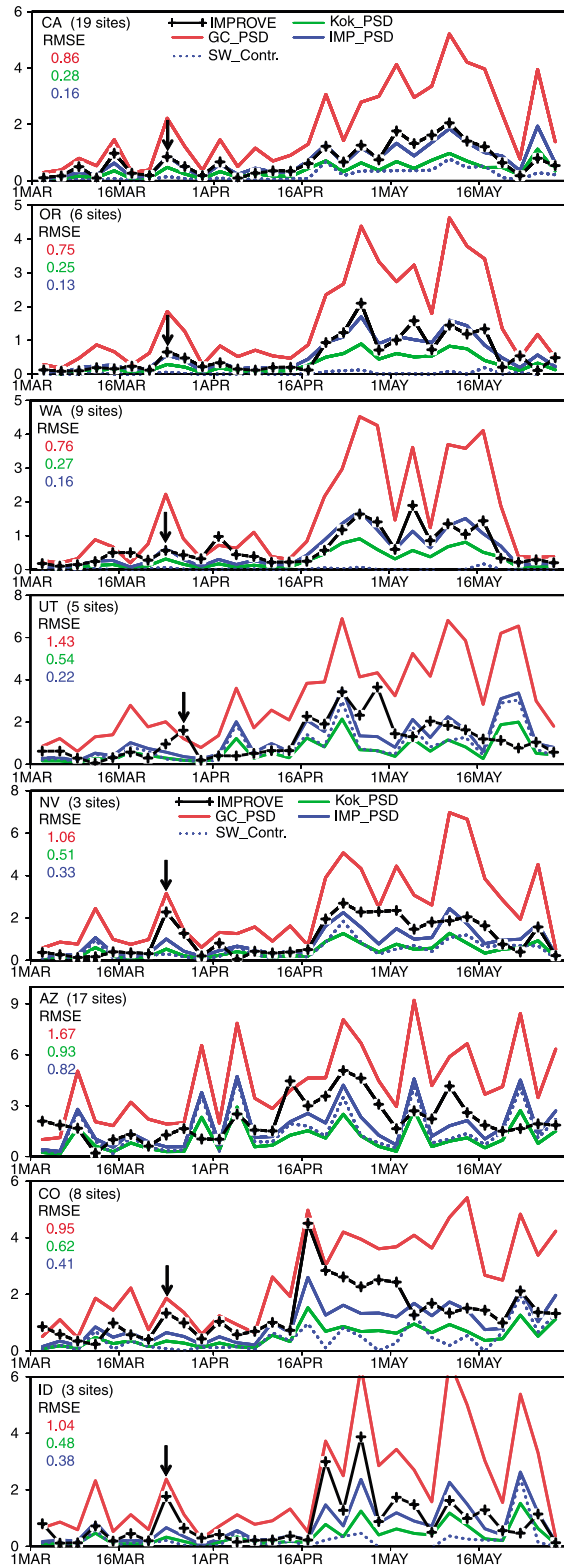 CA (19 sites)
RMSE
0.86
0.28
0.16
IMPROVE
GC_PSD
SW_Contr.
Kok_PSD
IMP_PSD
6
4
2
0
1MAR 16MAR 1APR 16APR 1MAY 16MAY
OR (6 sites)
RMSE
0.75
0.25
0.13
5
4
3
2
1
0
1MAR 16MAR 1APR 16APR 1MAY 16MAY
WA (9 sites)
RMSE
0.76
0.27
0.16
5
4
3
2
1
0
1MAR 16MAR 1APR 16APR 1MAY 16MAY
UT (5 sites)
RMSE
1.43
0.54
0.22
8
6
4
2
0
1MAR 16MAR 1APR 16APR 1MAY 16MAY
NV (3 sites)
RMSE
1.06
0.51
0.33
IMPROVE
GC_PSD
SW_Contr.
Kok_PSD
IMP_PSD
8
6
4
2
0
1MAR 16MAR 1APR 16APR 1MAY 16MAY
AZ (17 sites)
RMSE
1.67
0.93
0.82
9
6
3
0
1MAR 16MAR 1APR 16APR 1MAY 16MAY
CO (8 sites)
RMSE
0.95
0.62
0.41
6
4
2
0
1MAR 16MAR 1APR 16APR 1MAY 16MAY
ID (3 sites)
RMSE
1.04
0.48
0.38
6
4
2
0
1MAR 16MAR 1APR 16APR 1MAY 16MAY